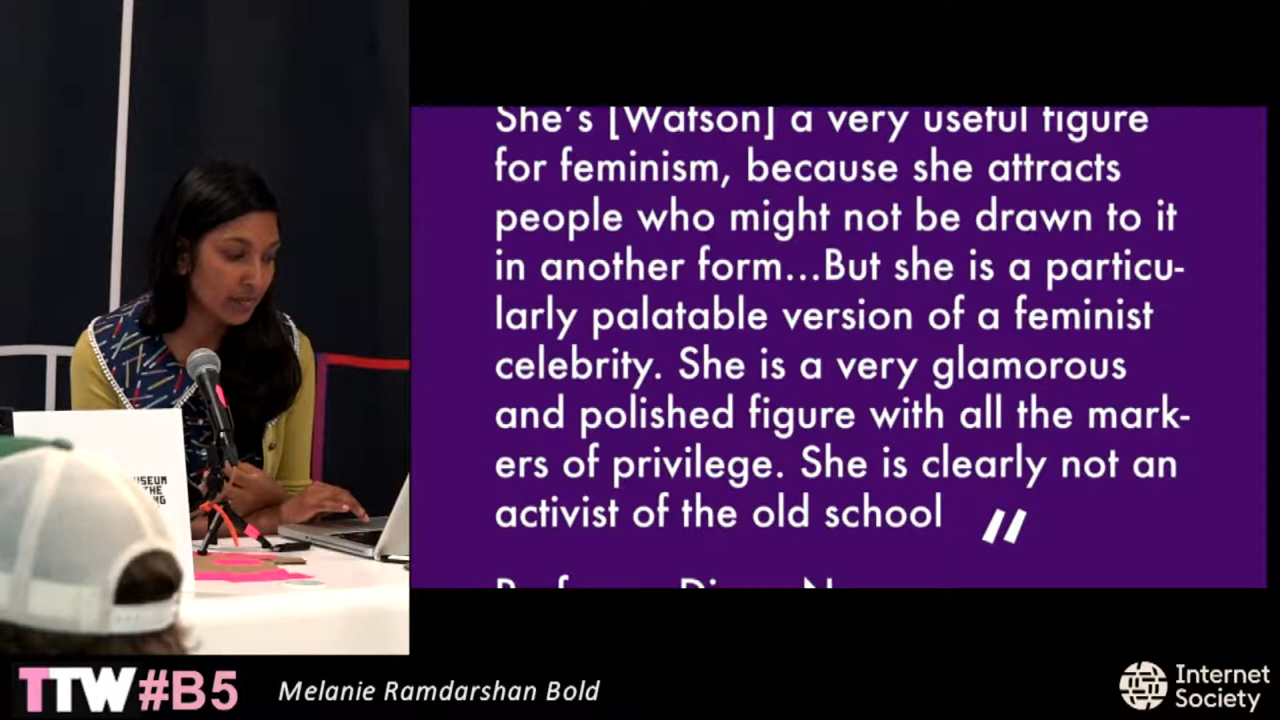 She's [Watson] a very useful figure
for feminism, because she attracts
people who might not be drawn to it
in another form...But she is a particu-
larly palatable version of a feminist
celebrity. She is a very glamorous
and polished figure with all the mark-
ers of privilege. She is clearly not an
activist of the old school "
THE
TTW#B5
Melanie Ramdarshan Bold
Internet
Society